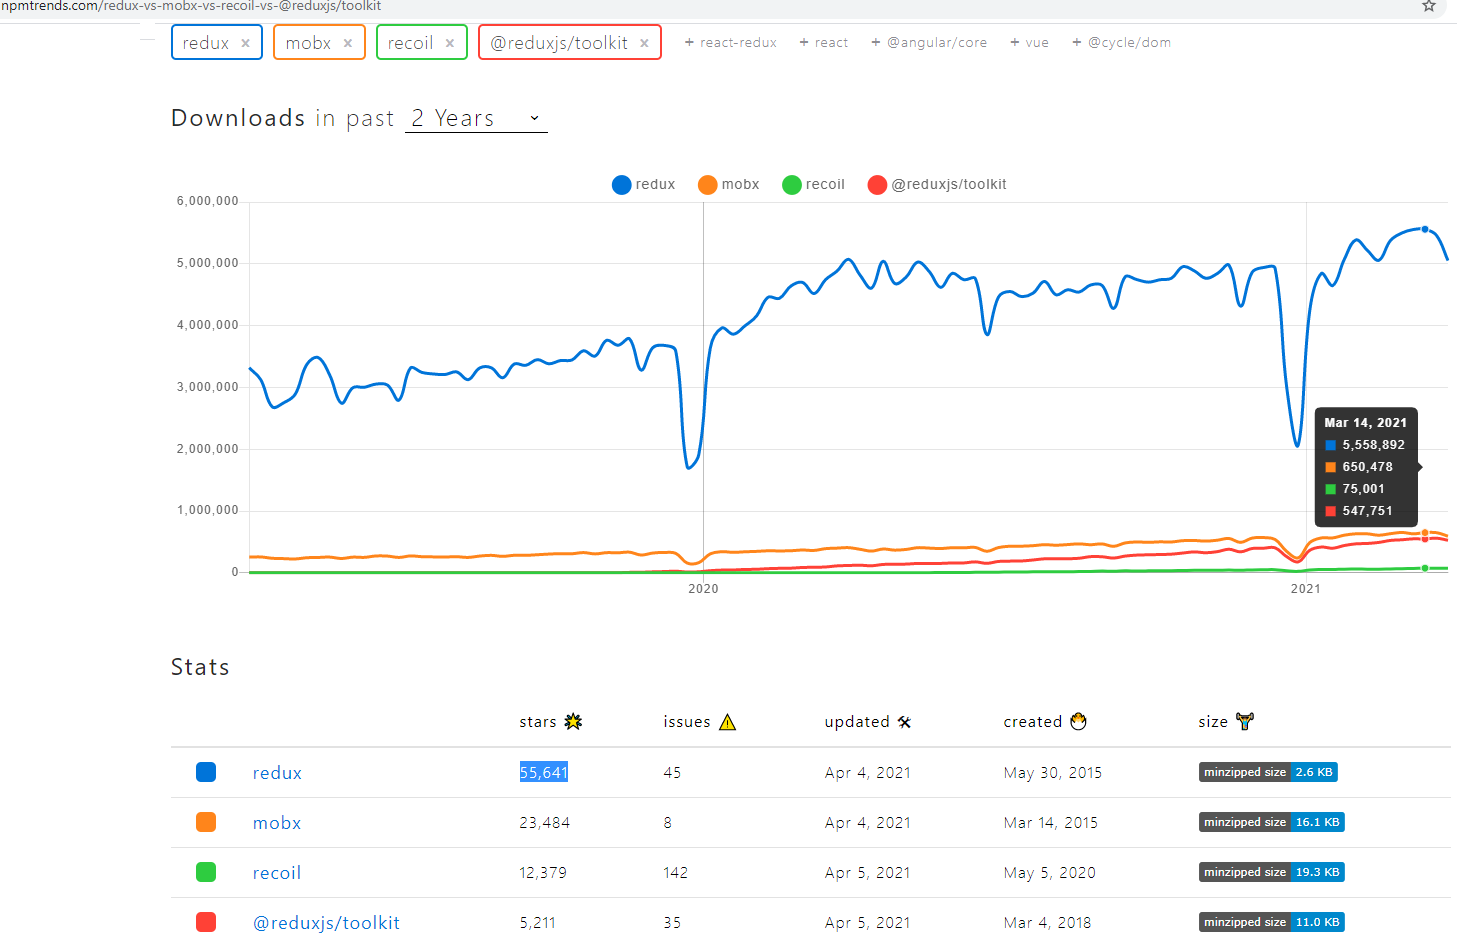 npmtrends.com/redux-vs-mobx-vs-recoil-vs-@reduxjs/toolkit
redux × mobx × recoil × @reduxjs/toolkit × + react-redux + react + @angular/core + vue + @cycle/dom
Downloads in past 2 Years
redux mobx recoil @reduxjs/toolkit
6,000,000
5,000,000
4,000,000
3,000,000
2,000,000
1,000,000
0
Mar 14, 2021
5,558,892
650,478
75,001
547,751
2020 2021
Stats
stars issues updated created size
redux 55,641 45 Apr 4, 2021 May 30, 2015 minzipped size 2.6 KB
mobx 23,484 8 Apr 4, 2021 Mar 14, 2015 minzipped size 16.1 KB
recoil 12,379 142 Apr 5, 2021 May 5, 2020 minzipped size 19.3 KB
@reduxjs/toolkit 5,211 35 Apr 5, 2021 Mar 4, 2018 minzipped size 11.0 KB